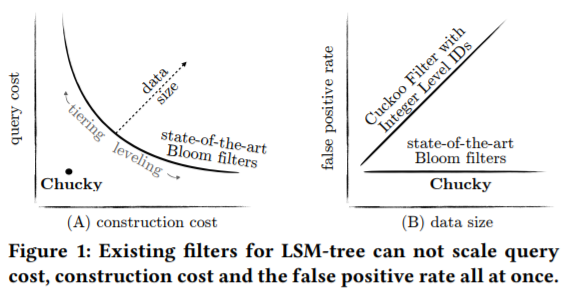 query cost
data
size
tiering
leveling
state-of-the-art
Bloom filters
Chucky
(A) construction cost
false positive rate
Cuckoo Filter with
Integer Level IDs
state-of-the-art
Bloom filters
Chucky
(B) data size
Figure 1: Existing filters for LSM-tree can not scale query
cost, construction cost and the false positive rate all at once.